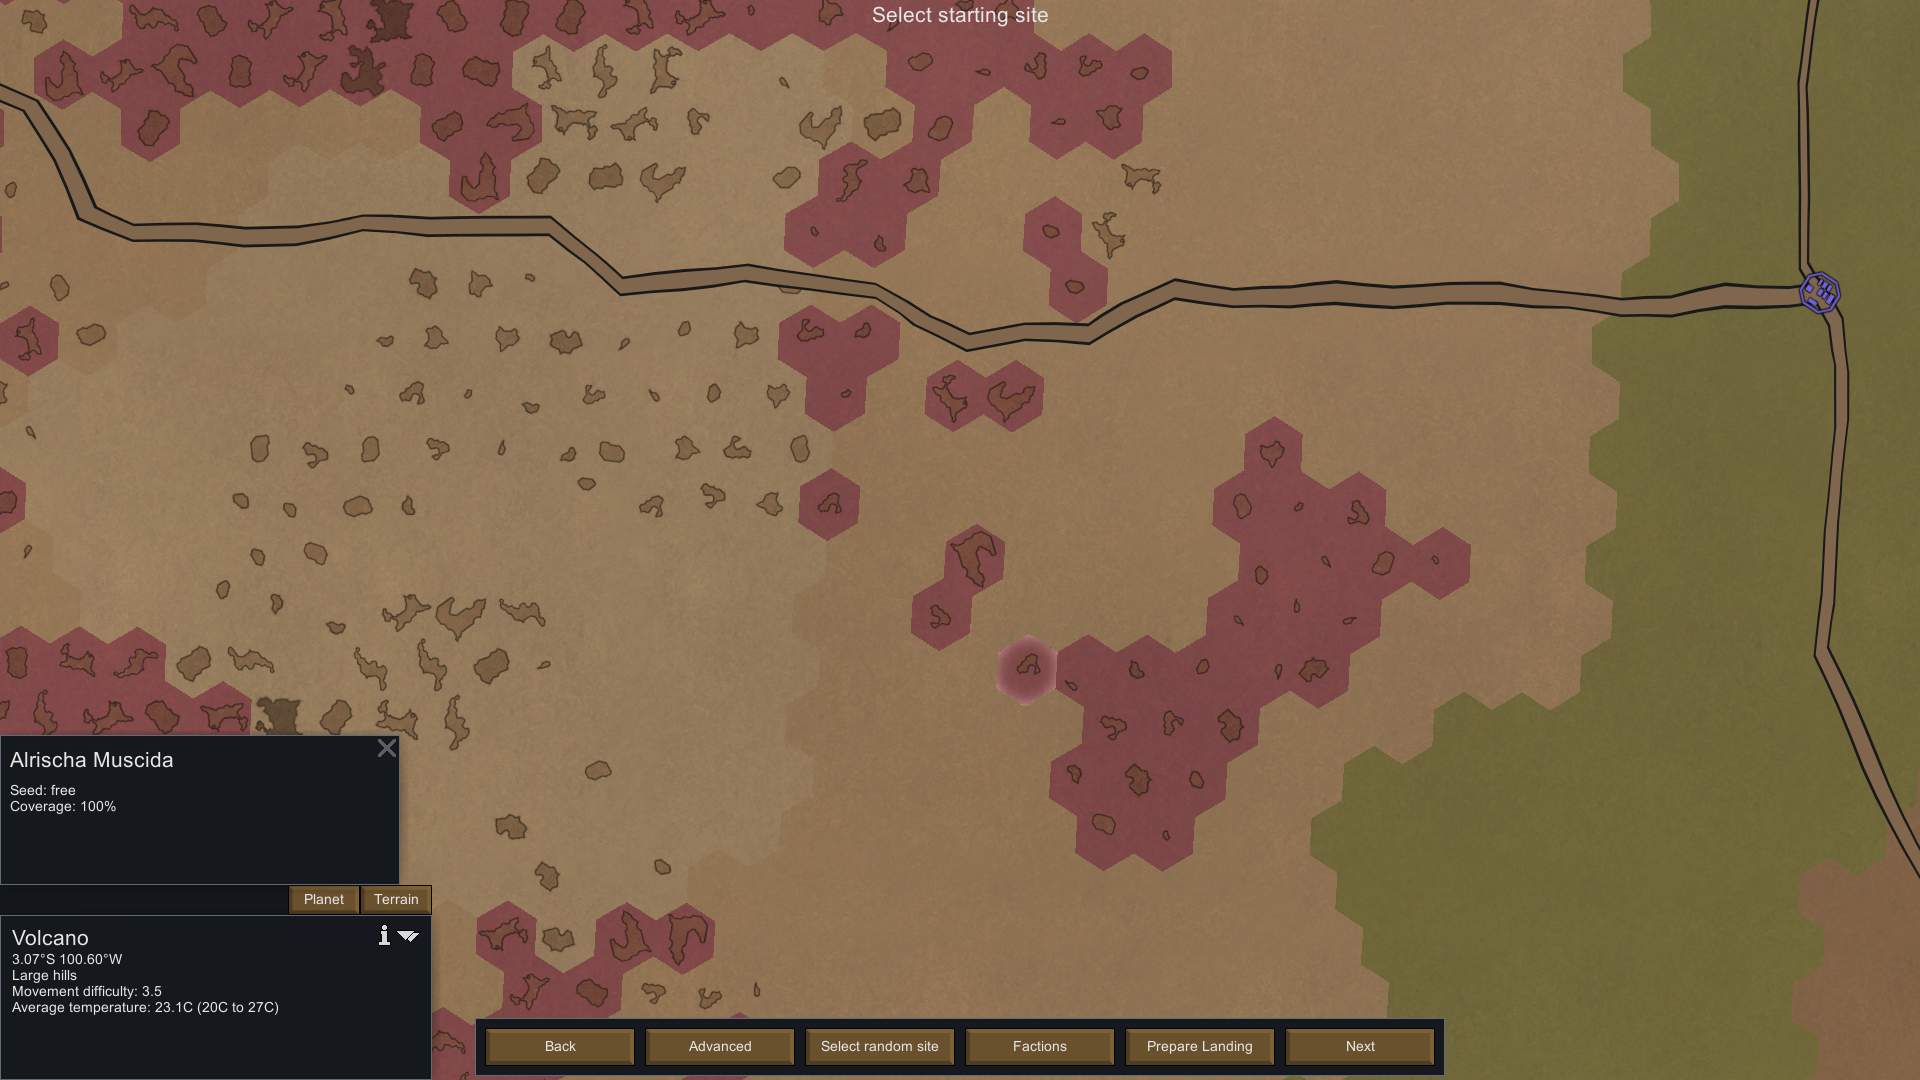 Select starting site
Alrischa Muscida
Seed: free
Coverage: 100%
Planet
Terrain
Volcano
3.07°S 100.60°W
Large hills
Movement difficulty: 3.5
Average temperature: 23.1C (20C to 27C)
Back
Advanced
Select random site
Factions
Prepare Landing
Next